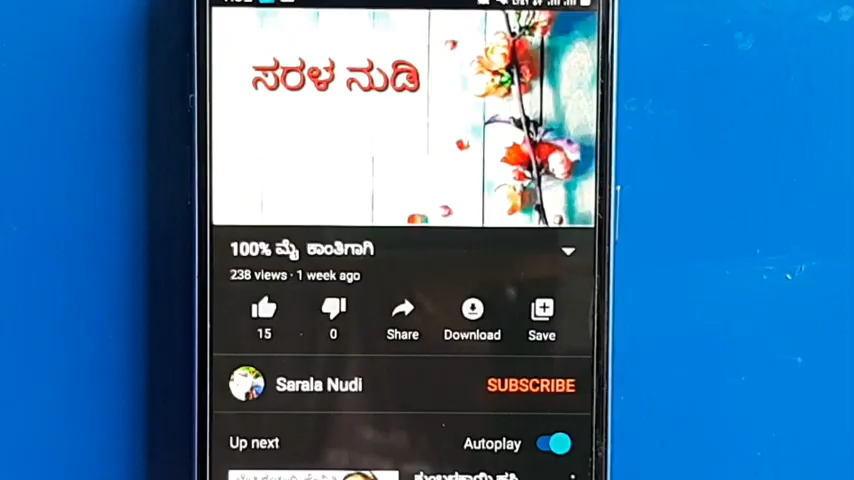 ಸರಳ ನುಡಿ
100% ಮೈ ಕಾಂತಿಗಾಗಿ
238 views · 1 week ago
15
0
Share
Download
Save
Sarala Nudi
SUBSCRIBE
Up next
Autoplay